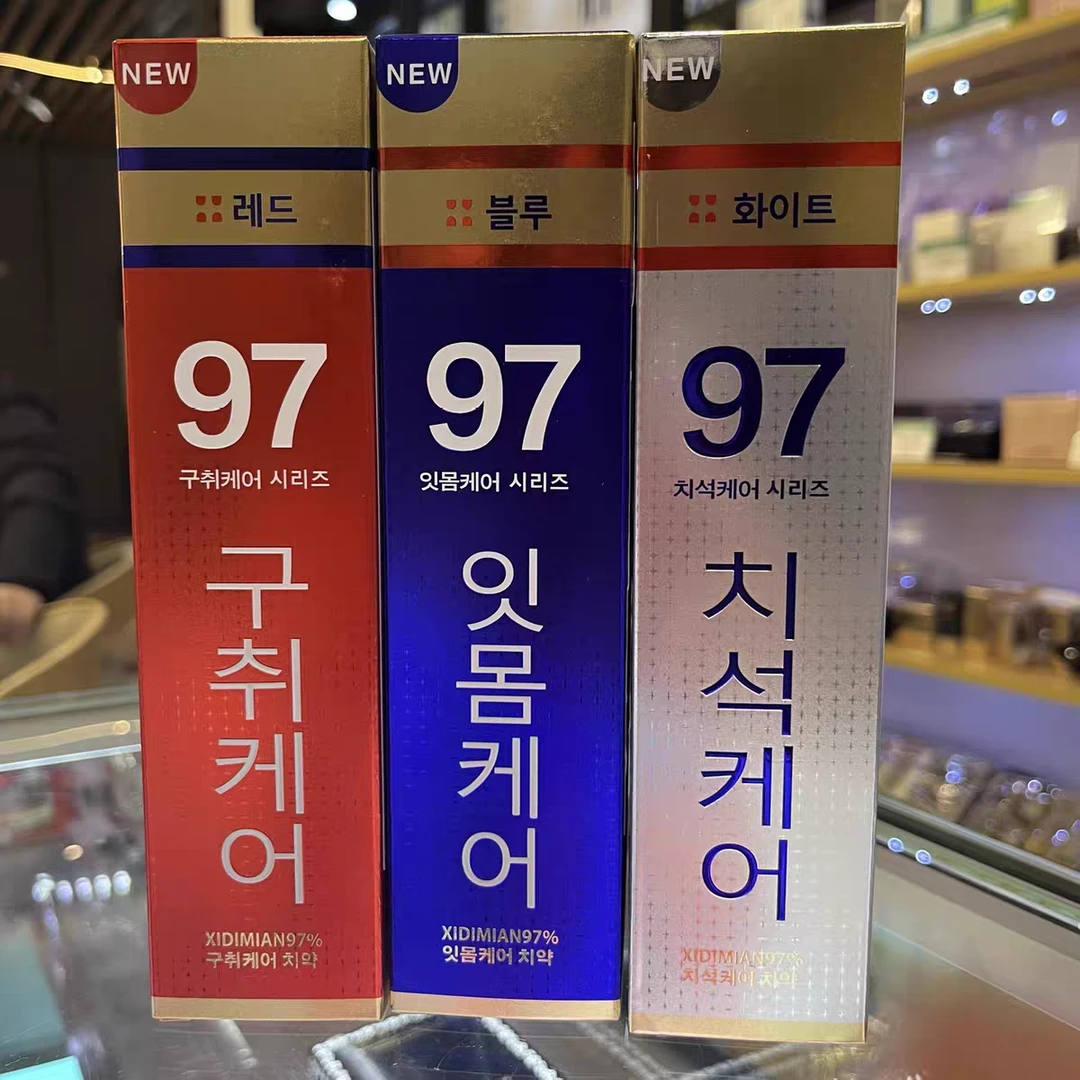 NEW
레드
97
구취케어 시리즈
구취케어
XIDIMIAN97%
구취케어 치약
NEW
블루
97
잇몸케어 시리즈
잇몸케어
XIDIMIAN97%
잇몸케어 치약
NEW
화이트
97
치석케어 시리즈
치석케어
XIDIMIAN97%
치석케어 치약